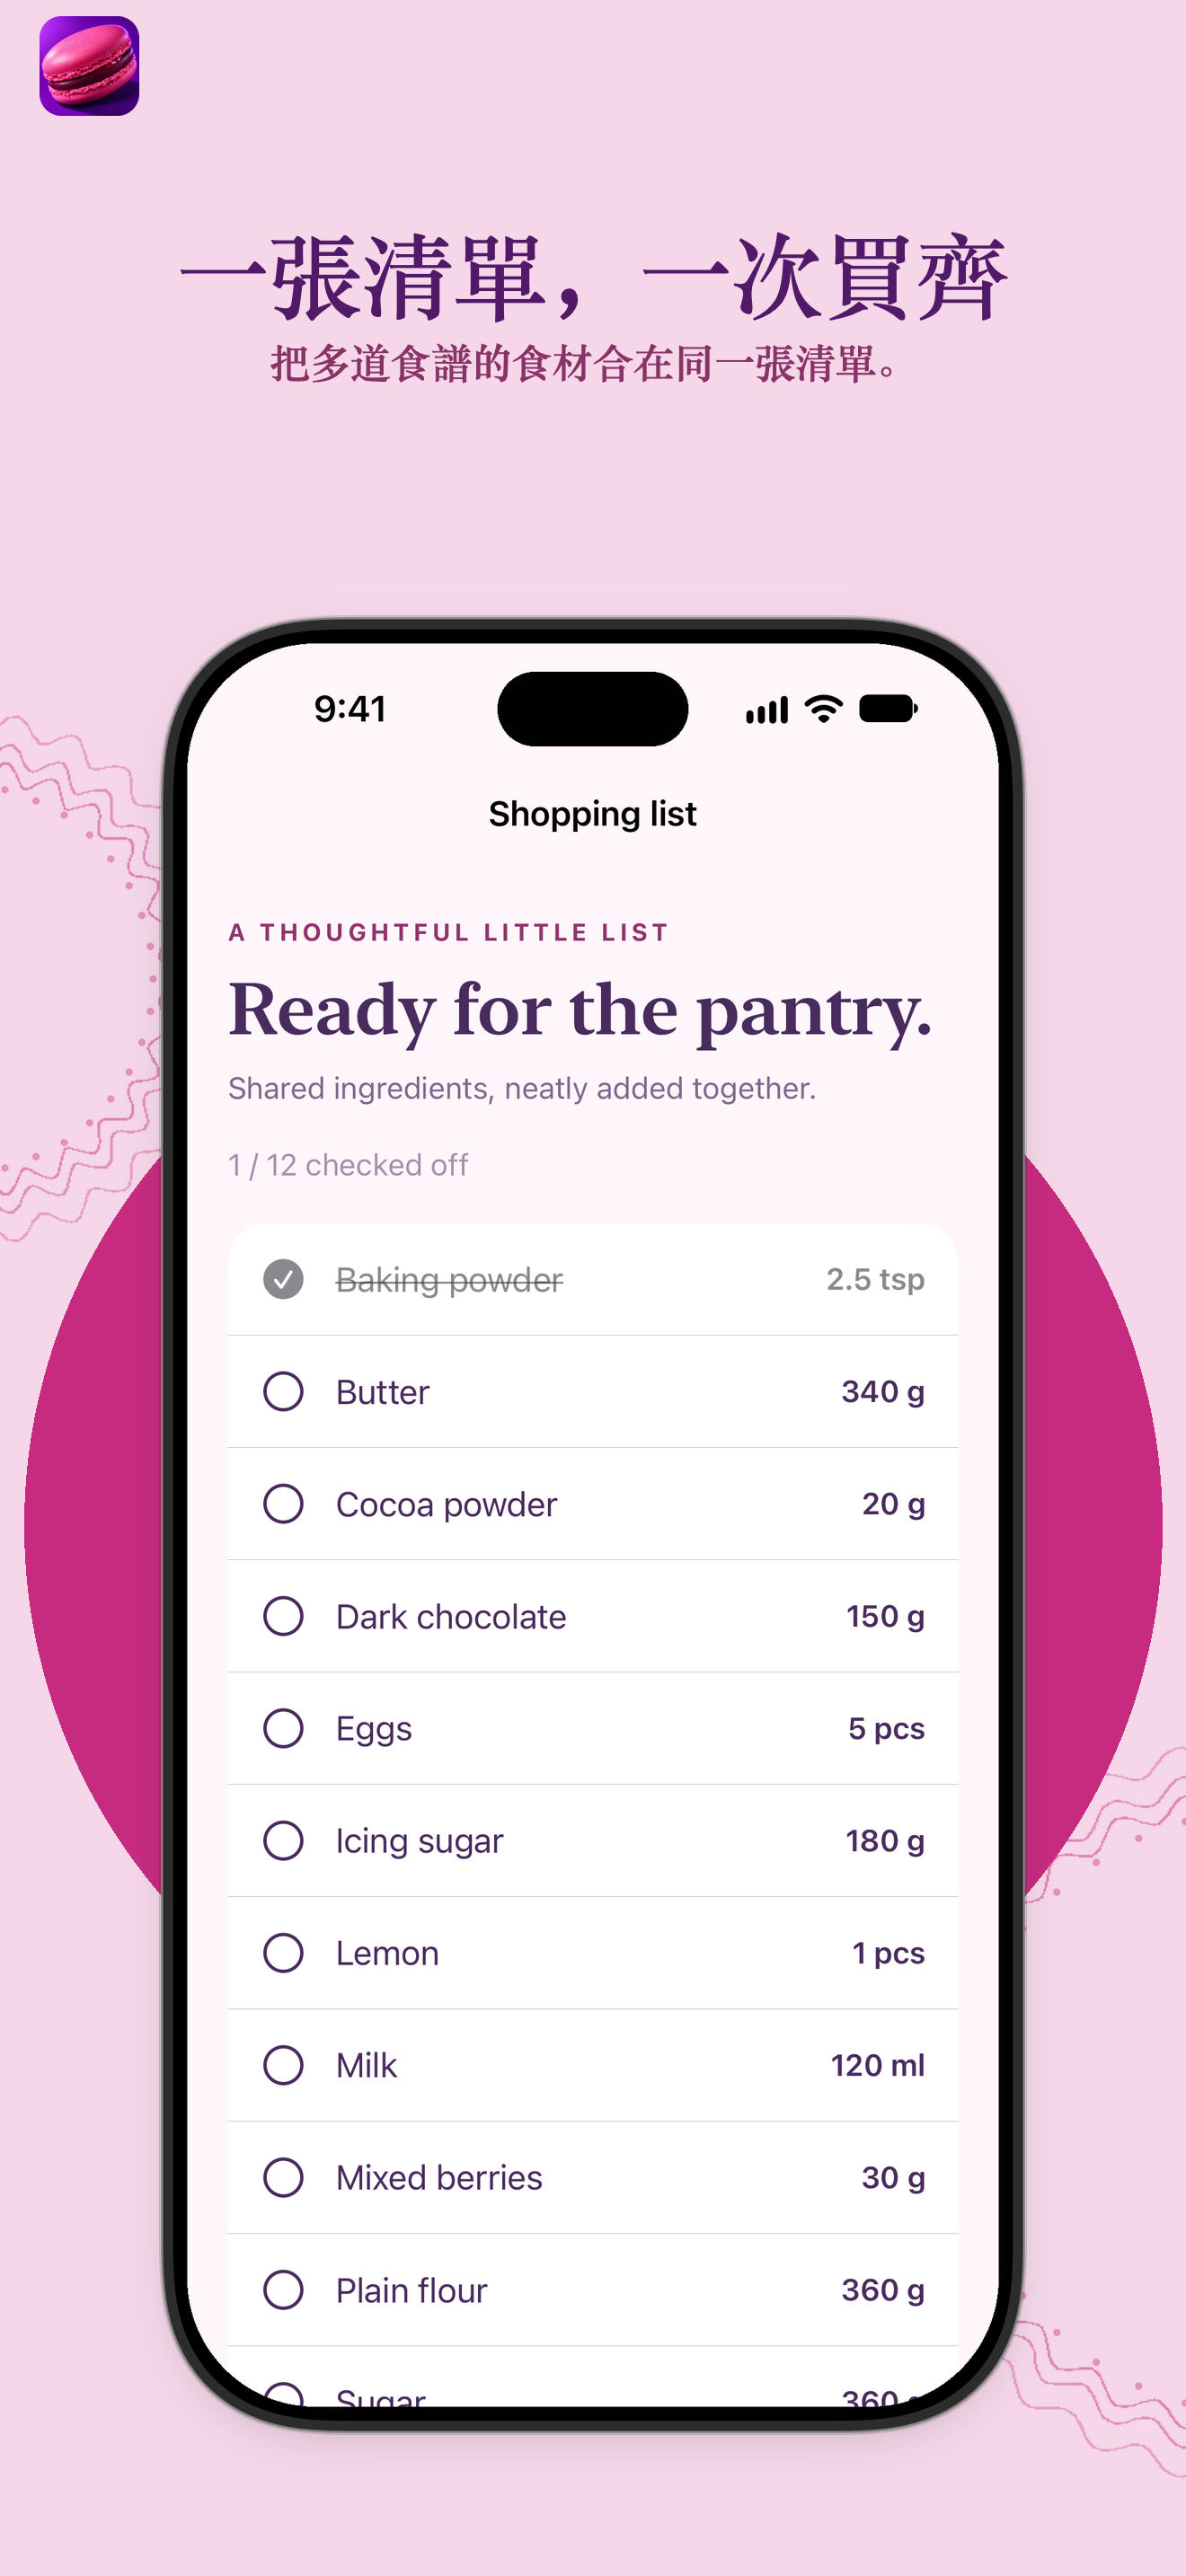 一張清單，一次買齊
把多道食譜的食材合在同一張清單。
9:41
Shopping list
A THOUGHTFUL LITTLE LIST
Ready for the pantry.
Shared ingredients, neatly added together.
1 / 12 checked off
Baking powder 2.5 tsp
Butter 340 g
Cocoa powder 20 g
Dark chocolate 150 g
Eggs 5 pcs
Icing sugar 180 g
Lemon 1 pcs
Milk 120 ml
Mixed berries 30 g
Plain flour 360 g
Sugar 360 g